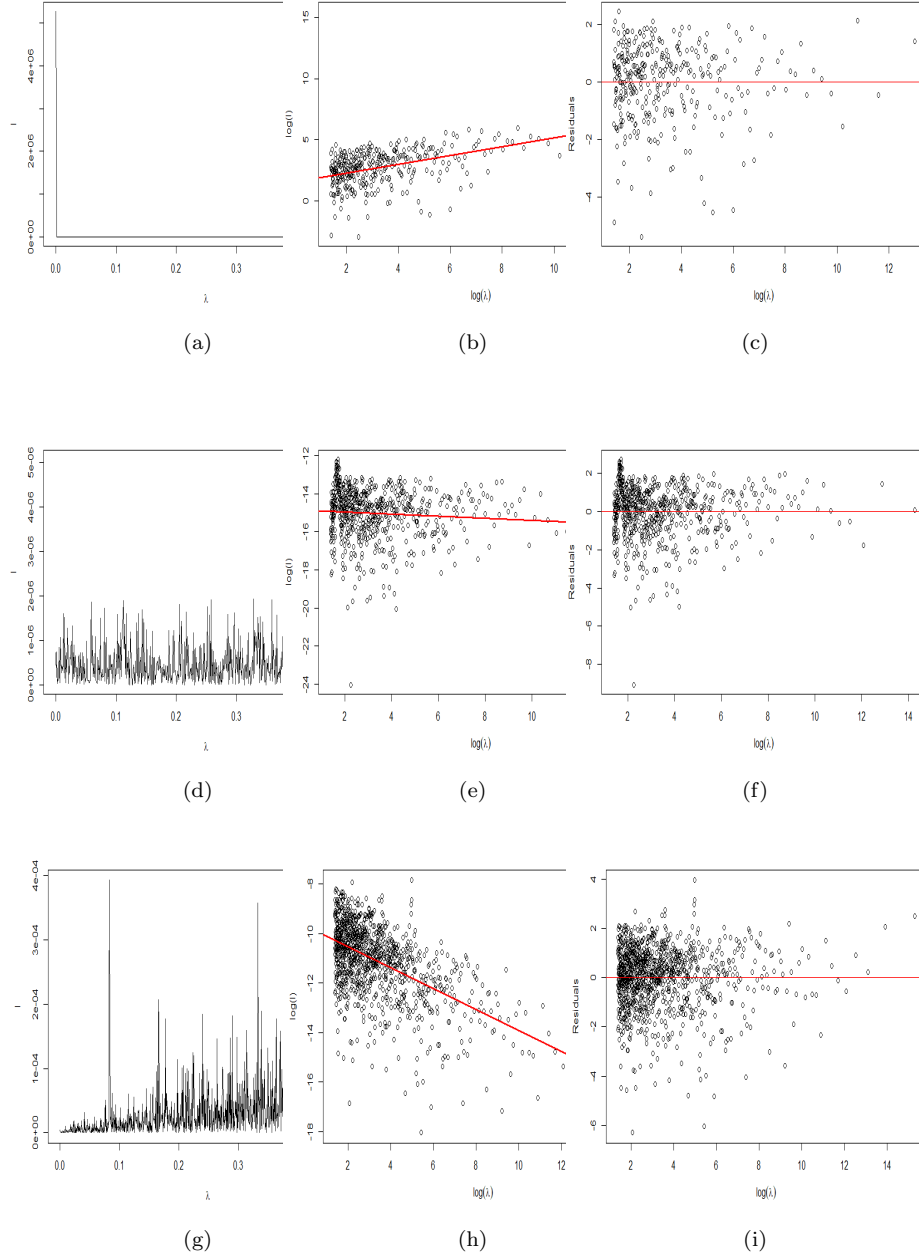 4e+06
2e+06
0e+00
I
0.0 0.1 0.2 0.3
λ
15
10
5
0
log(I)
2 4 6 8 10
log(λ)
2
0
-2
-4
Residuals
2 4 6 8 10 12
log(λ)
(a) (b) (c)
5e-06
4e-06
3e-06
2e-06
1e-06
0e+00
I
0.0 0.1 0.2 0.3
λ
-12
-14
-16
-18
-20
-22
-24
log(I)
2 4 6 8 10
log(λ)
2
0
-2
-4
-6
-8
Residuals
2 4 6 8 10 12 14
log(λ)
(d) (e) (f)
4e-04
3e-04
2e-04
1e-04
0e+00
I
0.0 0.1 0.2 0.3
λ
-8
-10
-12
-14
-16
-18
log(I)
2 4 6 8 10 12
log(λ)
4
2
0
-2
-4
-6
Residuals
2 4 6 8 10 12 14
log(λ)
(g) (h) (i)